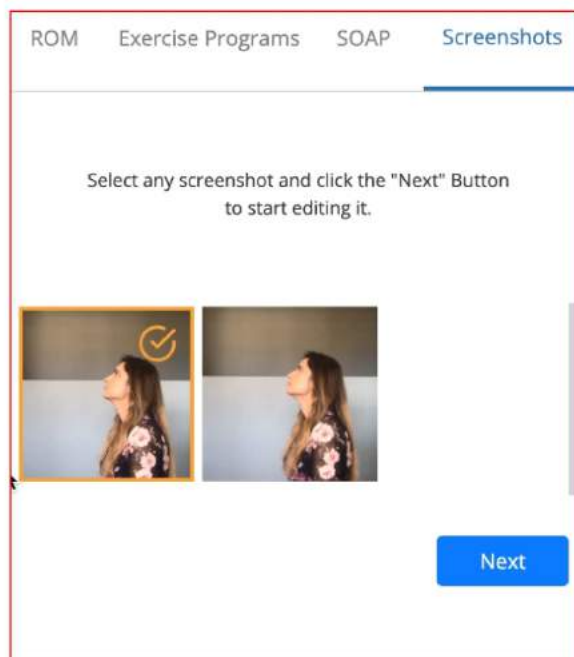 ROM Exercise Programs SOAP Screenshots
Select any screenshot and click the "Next" Button
to start editing it.
Next